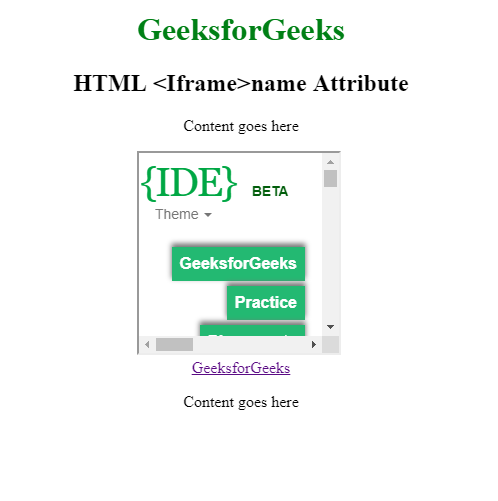 GeeksforGeeks
HTML <Iframe>name Attribute
Content goes here
{IDE} BETA
Theme
GeeksforGeeks
Practice
GeeksforGeeks
Content goes here